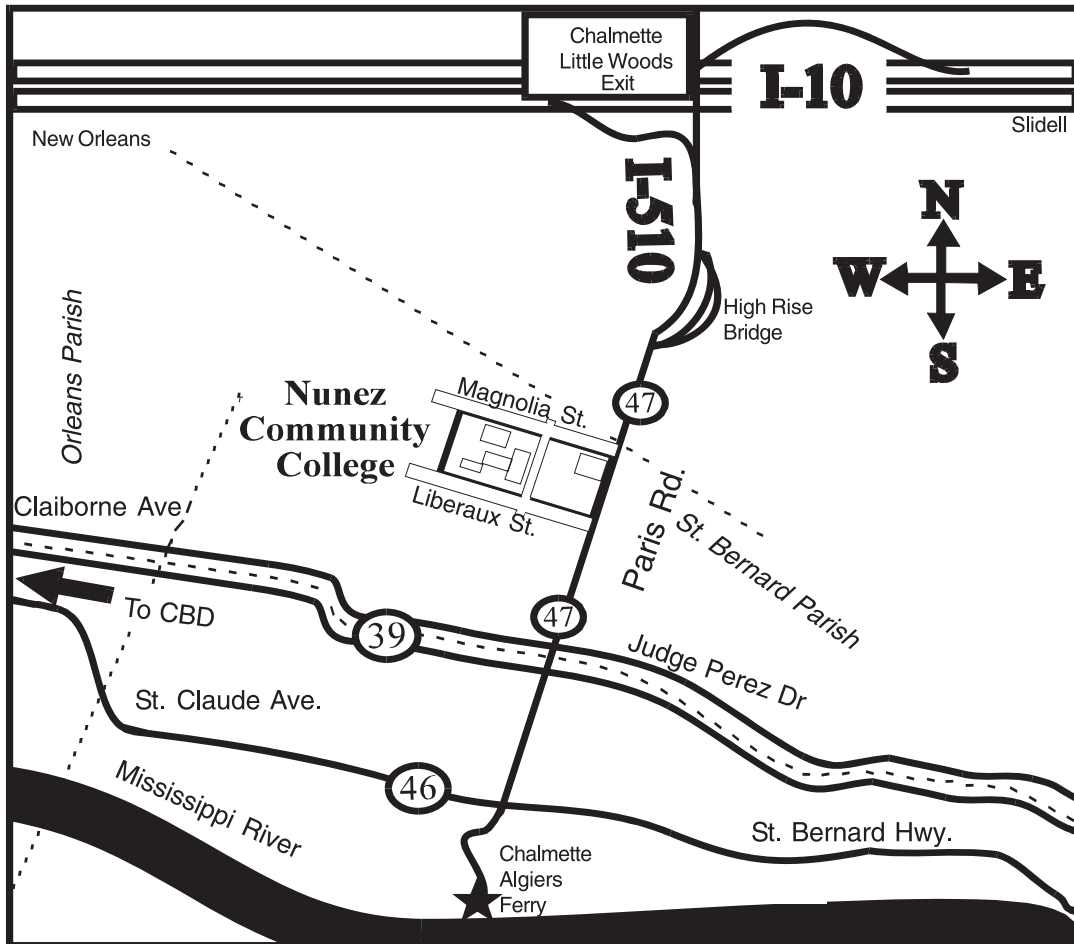 Chalmette
Little Woods
Exit
I-10
Slidell
New Orleans
I-510
N
W
E
S
High Rise
Bridge
Orleans Parish
Nunez
Community
College
Magnolia St.
47
Liberaux St.
Paris Rd.
St. Bernard Parish
Claiborne Ave
To CBD
39
47
Judge Perez Dr
St. Claude Ave.
46
Mississippi River
St. Bernard Hwy.
Chalmette
Algiers
Ferry